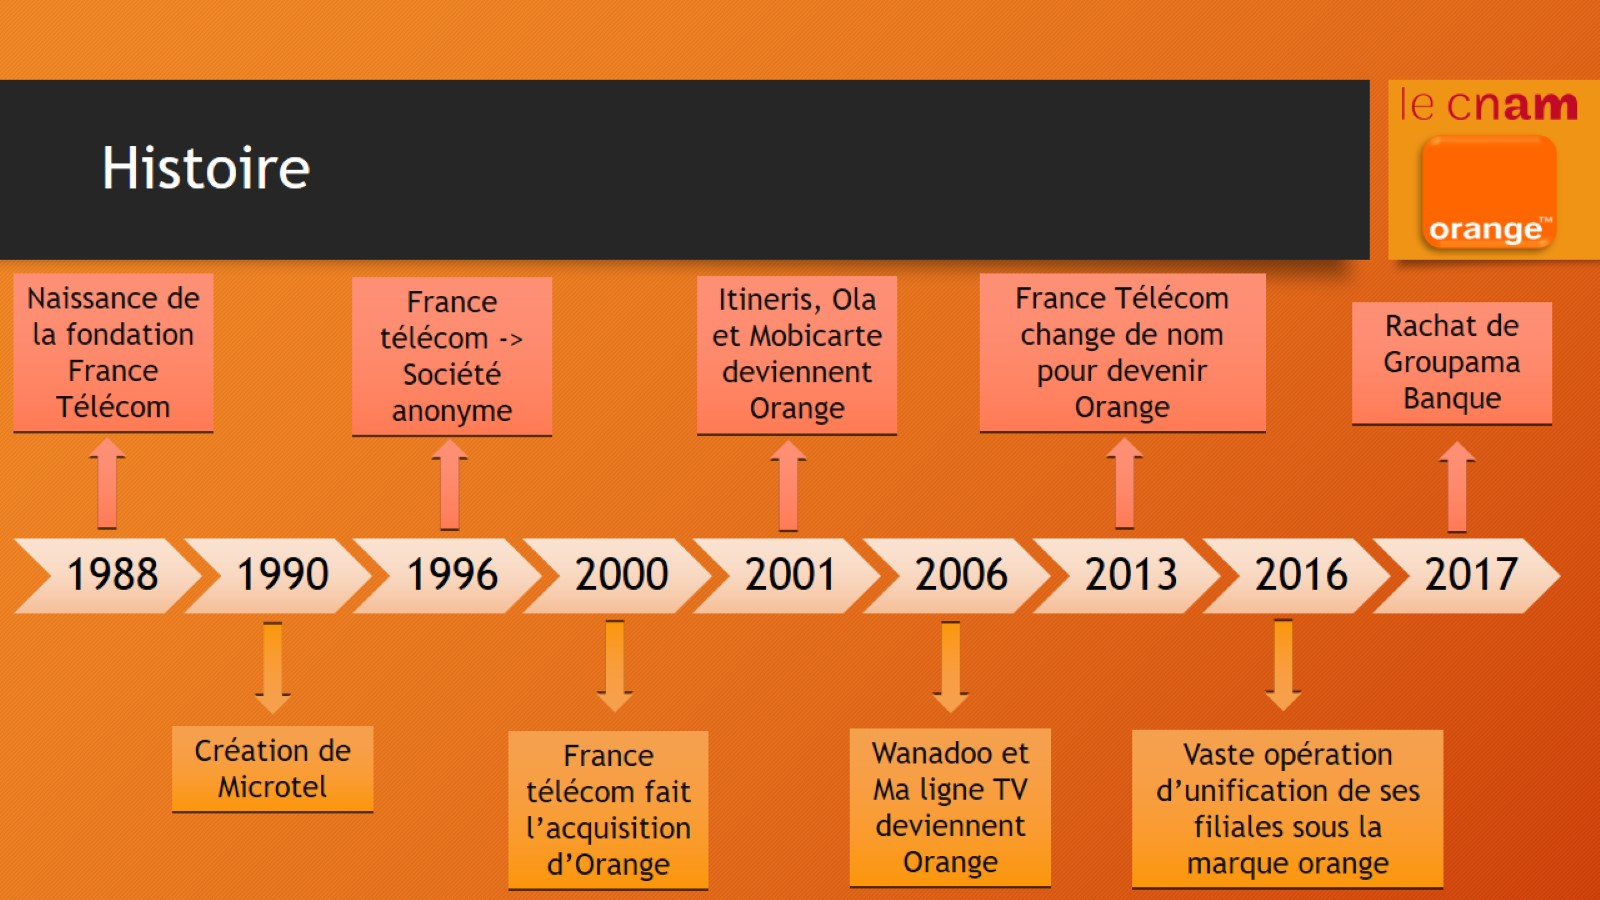 le cnam
Histoire
orange™
Naissance de
la fondation
France
Télécom
France
télécom ->
Société
anonyme
Itineris, Ola
et Mobicarte
deviennent
Orange
France Télécom
change de nom
pour devenir
Orange
Rachat de
Groupama
Banque
1988
1990
1996
2000
2001
2006
2013
2016
2017
Création de
Microtel
France
télécom fait
l’acquisition
d’Orange
Wanadoo et
Ma ligne TV
deviennent
Orange
Vaste opération
d’unification de ses
filiales sous la
marque orange